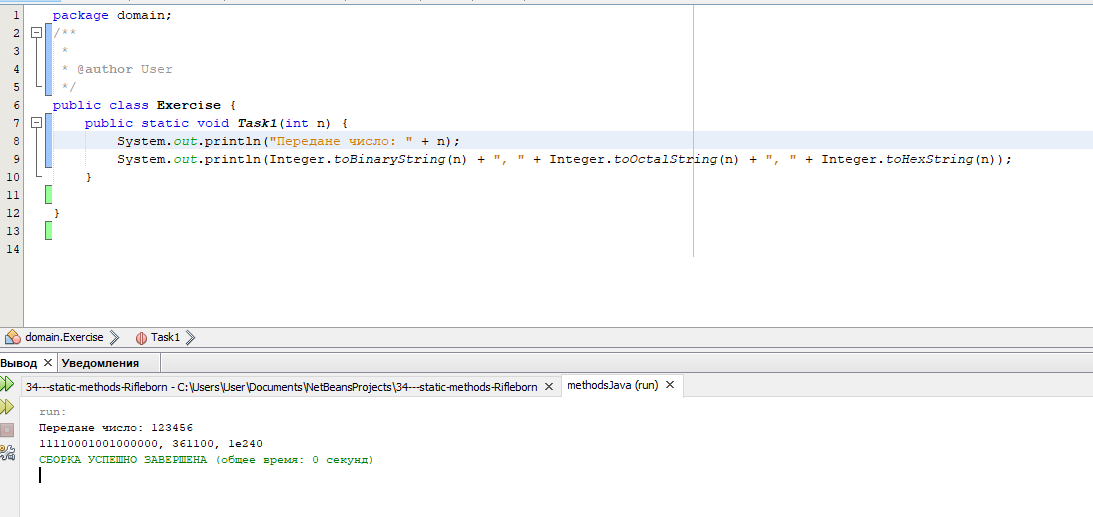 1 package domain;
2 /**
3 *
4 * @author User
5 */
6 public class Exercise {
7 public static void Task1(int n) {
8 System.out.println("Передане число: " + n);
9 System.out.println(Integer.toBinaryString(n) + ", " + Integer.toOctalString(n) + ", " + Integer.toHexString(n));
10 }
11
12 }
13
14
domain.Exercise Task1
Вывод Уведомления
34---static-methods-Rifleborn - C:\Users\User\Documents\NetBeansProjects\34---static-methods-Rifleborn methodsJava (run)
run:
Передане число: 123456
11110001001000000, 361100, 1e240
СБОРКА УСПЕШНО ЗАВЕРШЕНА (общее время: 0 секунд)